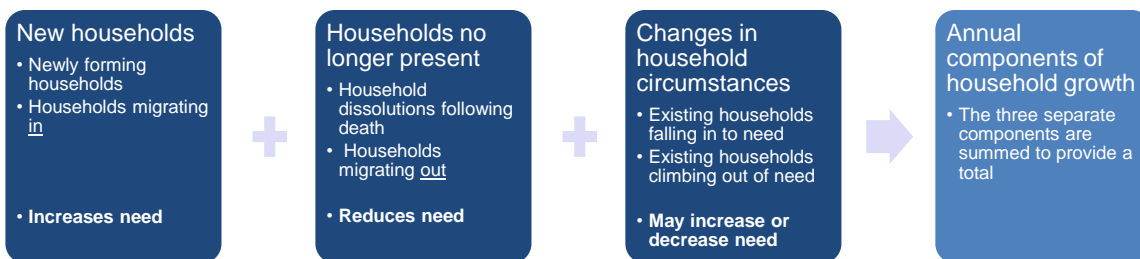 New households
• Newly forming
households
• Households migrating
in
• Increases need
Households no
longer present
• Household
dissolutions following
death
• Households
migrating out
• Reduces need
Changes in
household
circumstances
• Existing households
falling in to need
• Existing households
climbing out of need
• May increase or
decrease need
Annual
components of
household growth
• The three separate
components are
summed to provide a
total